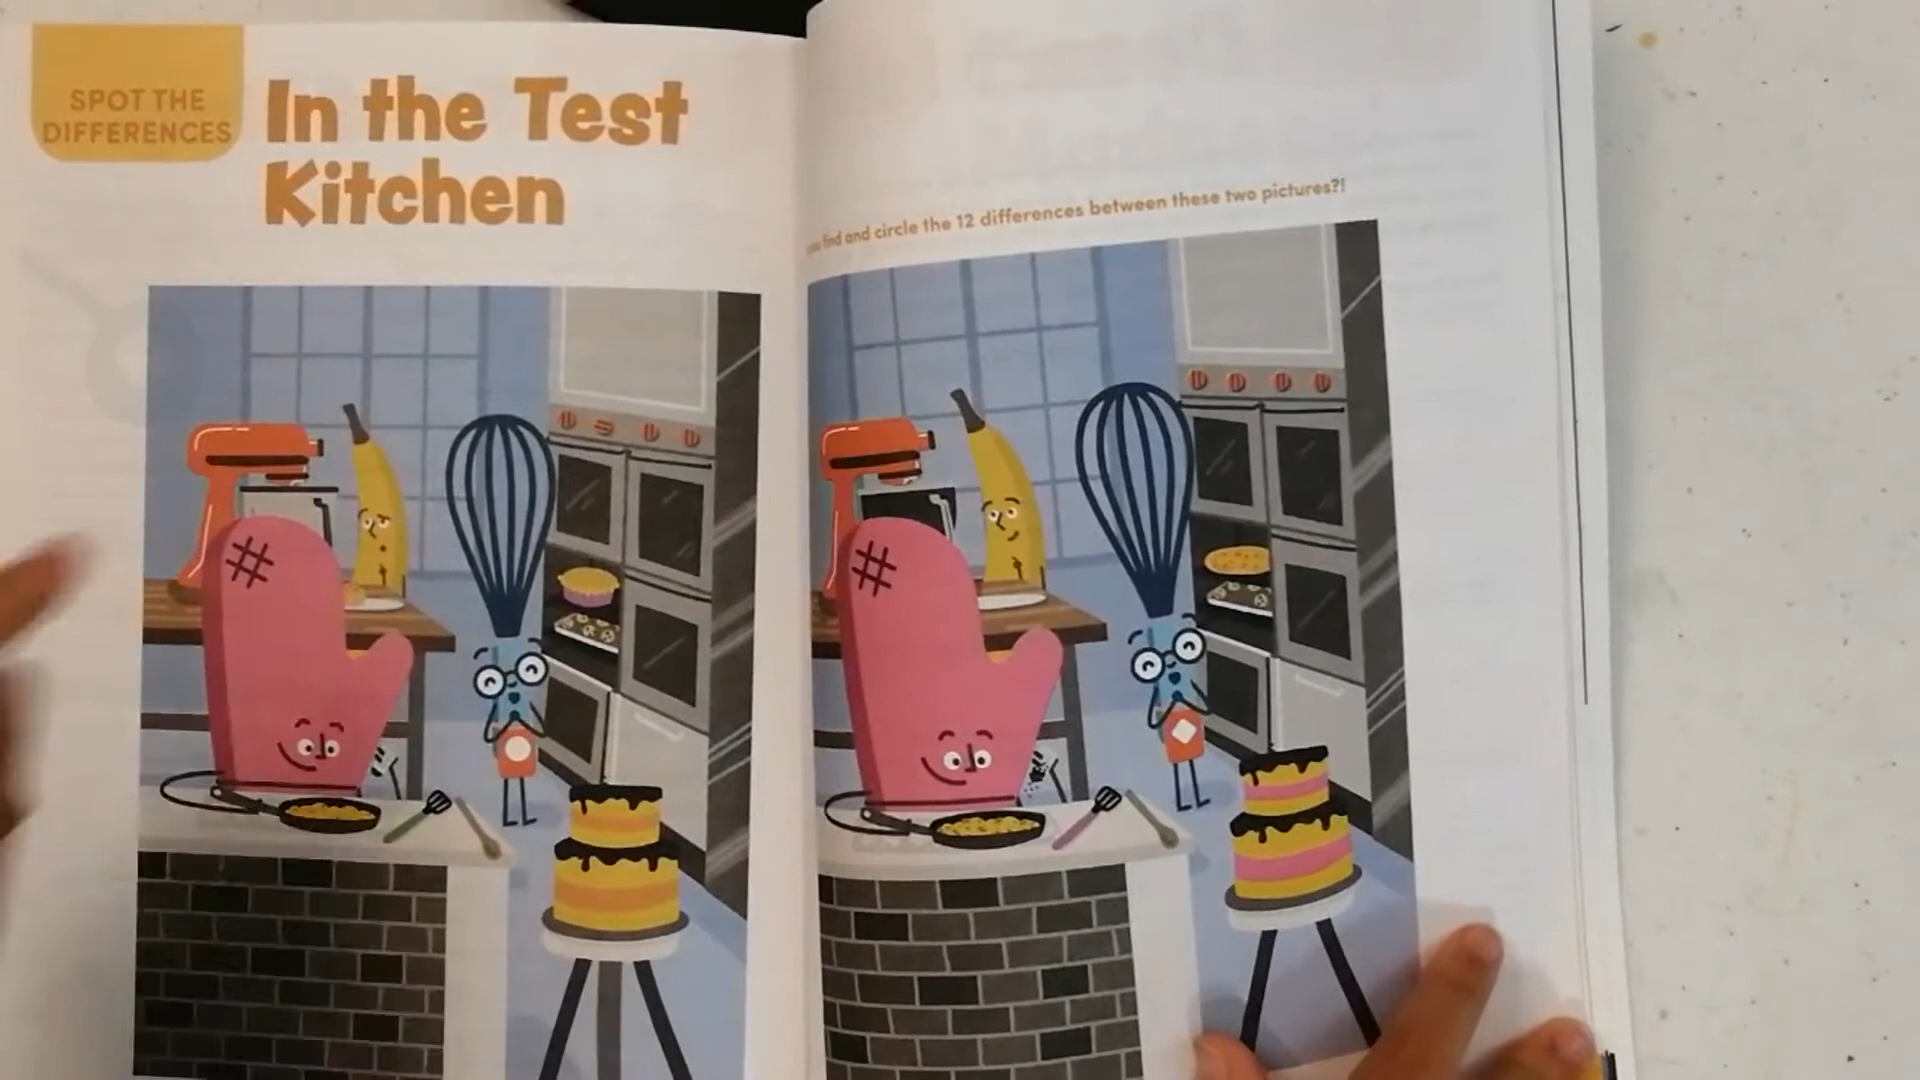 SPOT THE
DIFFERENCES
In the Test
Kitchen
find and circle the 12 differences between these two pictures?!
#
#